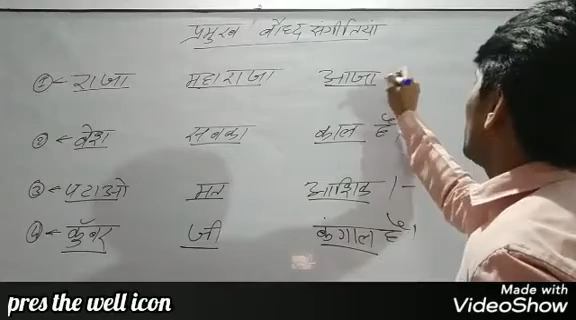 प्रमुख बौध्द संगीतियां
① ← राजा महाराजा आजा
② ← वेश सबका काल है,
③ ← पटाओ मत आशिक । -
④ ← कुँवर जी कंगाल है।
pres the well icon
Made with
VideoShow